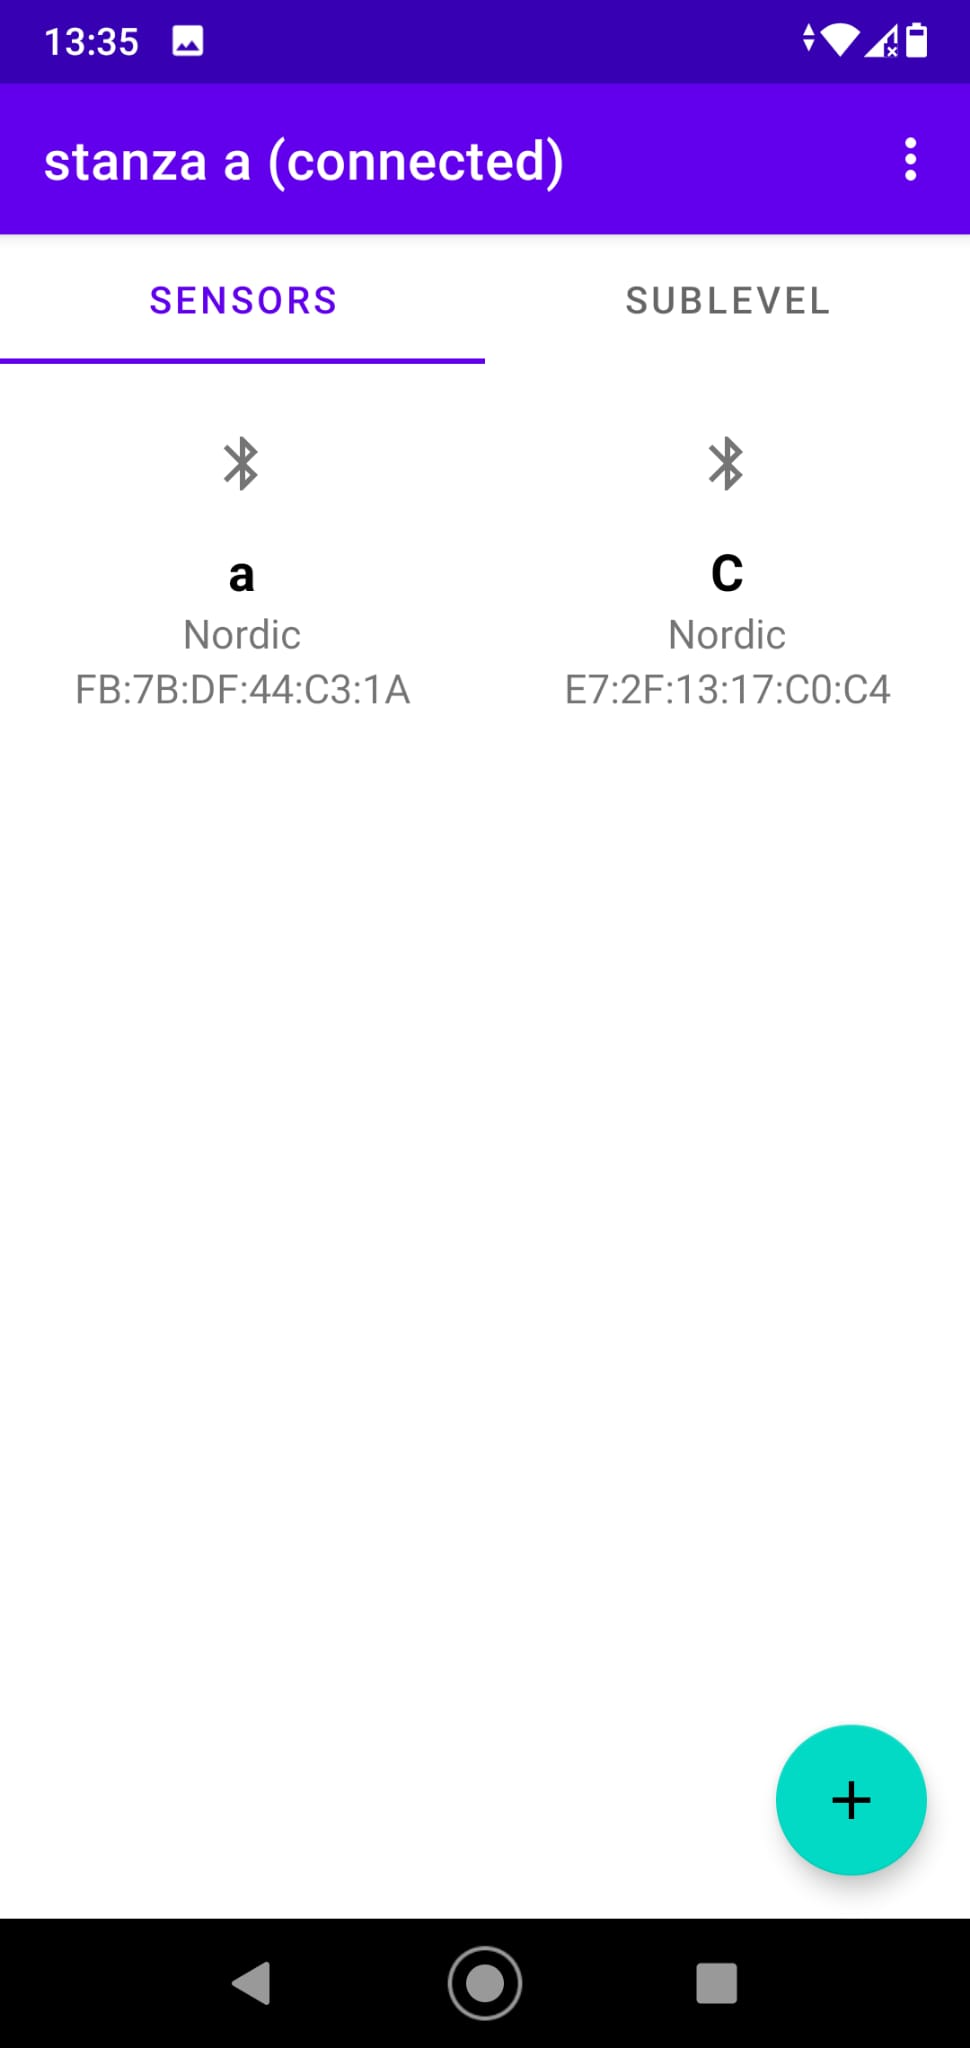 13:35
stanza a (connected)
SENSORS
SUBLEVEL
a
Nordic
FB:7B:DF:44:C3:1A
C
Nordic
E7:2F:13:17:C0:C4